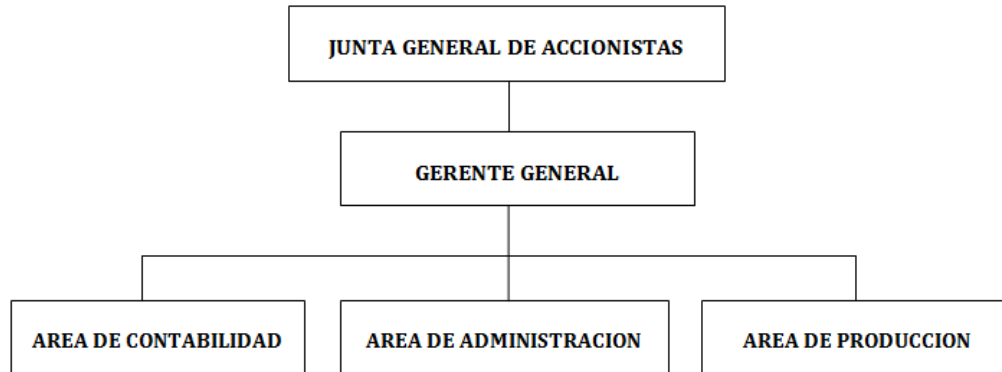 JUNTA GENERAL DE ACCIONISTAS
GERENTE GENERAL
AREA DE CONTABILIDAD
AREA DE ADMINISTRACION
AREA DE PRODUCCION